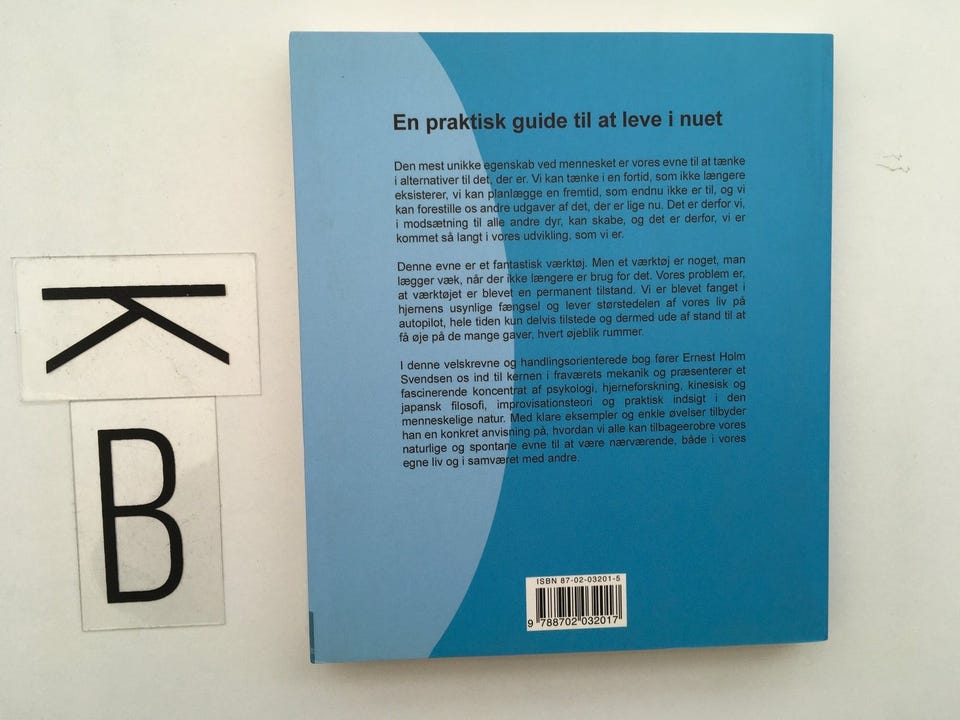 En praktisk guide til at leve i nuet
Den mest unikke egenskab ved mennesket er vores evne til at tænke
i alternativer til det, der er. Vi kan tænke i en fortid, som ikke længere
eksisterer, vi kan planlægge en fremtid, som endnu ikke er til, og vi
kan forestille os andre udgaver af det, der er lige nu. Det er derfor vi,
i modsætning til alle andre dyr, kan skabe, og det er derfor, vi er
kommet så langt i vores udvikling, som vi er.
Denne evne er et fantastisk værktøj. Men et værktøj er noget, man
lægger væk, når der ikke længere er brug for det. Vores problem er,
at værktøjet er blevet en permanent tilstand. Vi er blevet fanget i
hjernens usynlige fængsel og lever størstedelen af vores liv på
autopilot, hele tiden kun delvis tilstede og dermed ude af stand til at
få øje på de mange gaver, hvert øjeblik rummer.
I denne velskrevne og handlingsorienterede bog fører Ernest Holm
Svendsen os ind til kernen i fraværets mekanik og præsenterer et
fascinerende koncentrat af psykologi, hjerneforskning, kinesisk og
japansk filosofi, improvisationsteori og praktisk indsigt i den
menneskelige natur. Med klare eksempler og enkle øvelser tilbyder
han en konkret anvisning på, hvordan vi alle kan tilbageerobre vores
naturlige og spontane evne til at være nærværende, både i vores
egne liv og i samværet med andre.
ISBN 87-02-03201-5
9 788702 032017
K
B